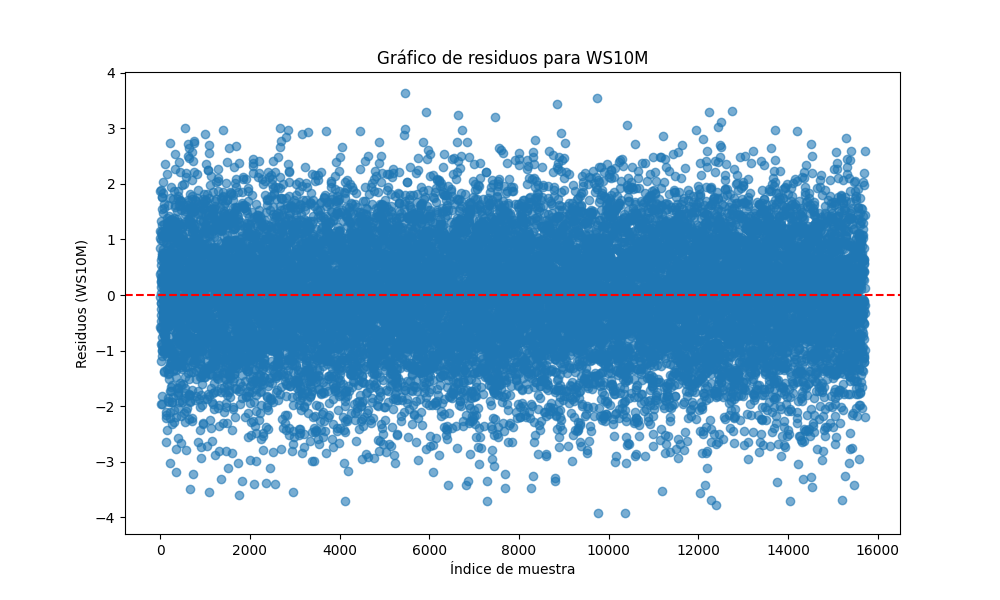 Gráfico de residuos para WS10M
Residuos (WS10M)
4
3
2
1
0
−1
−2
−3
−4
0 2000 4000 6000 8000 10000 12000 14000 16000
Índice de muestra